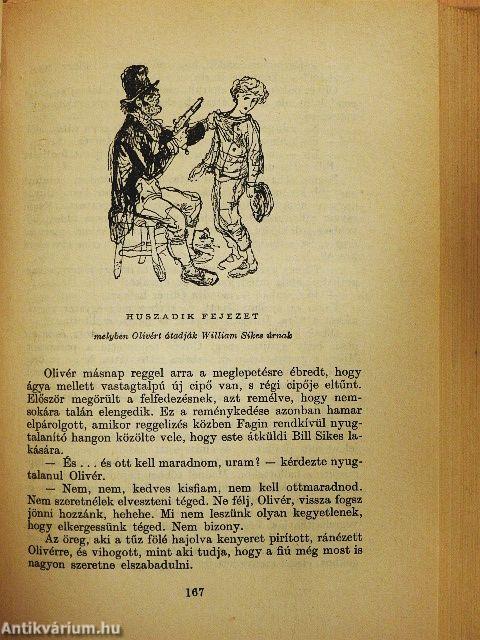 HUSZADIK FEJEZET
melyben Olivért átadják William Sikes úrnak
Olivér másnap reggel arra a meglepetésre ébredt, hogy
ágya mellett vastagtalpú új cipő van, s régi cipője eltűnt.
Először megörült a felfedezésnek, azt remélve, hogy nem-
sokára talán elengedik. Ez a reménykedése azonban hamar
elpárolgott, amikor reggelizés közben Fagin rendkívül nyug-
talanító hangon közölte vele, hogy este átküldi Bill Sikes la-
kására.
— És . . . és ott kell maradnom, uram? — kérdezte nyug-
talanul Olivér.
— Nem, nem, kedves kisfiam, nem kell ottmaradnod.
Nem szeretnélek elveszteni téged. Ne félj, Olivér, vissza fogsz
jönni hozzánk, hehehe. Mi nem leszünk olyan kegyetlenek,
hogy elkergessünk téged. Nem bizony.
Az öreg, aki a tűz fölé hajolva kenyeret pirított, ránézett
Olivérre, és vihogott, mint aki tudja, hogy a fiú még most is
nagyon szeretne elszabadulni.
167
Antikvárium.hu